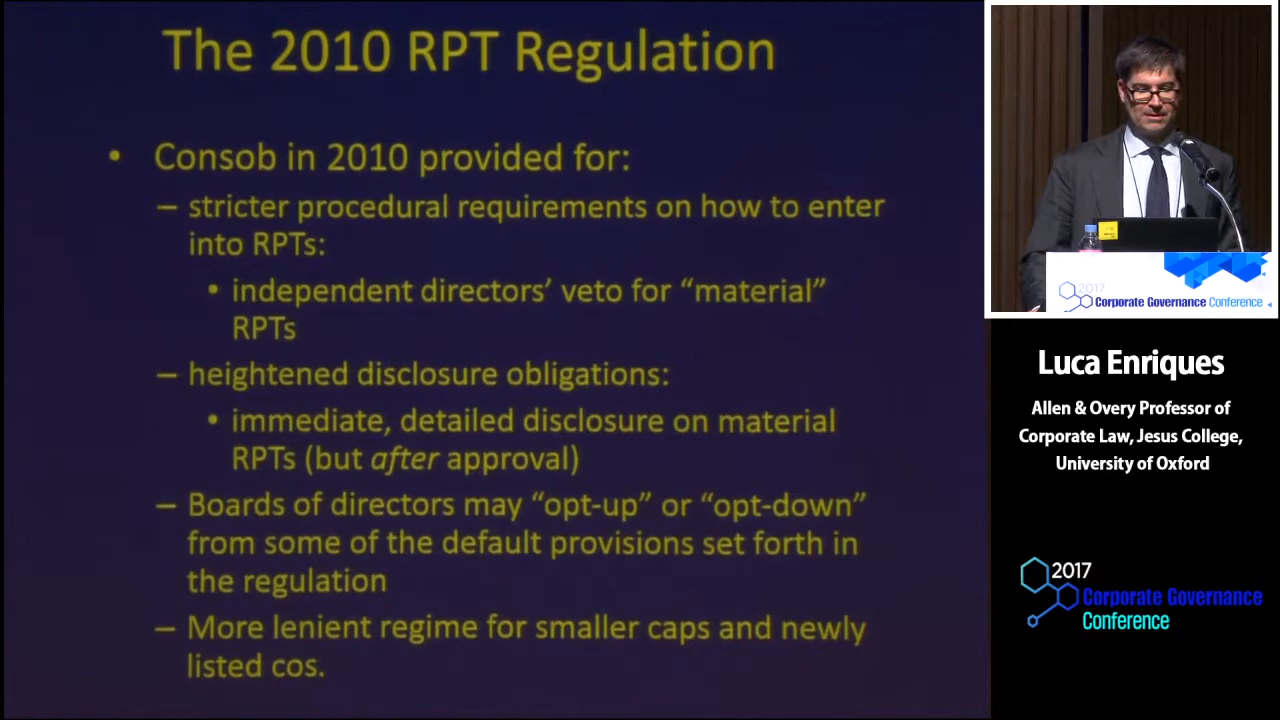 The 2010 RPT Regulation
• Consob in 2010 provided for:
– stricter procedural requirements on how to enter
into RPTs:
• independent directors’ veto for “material”
RPTs
– heightened disclosure obligations:
• immediate, detailed disclosure on material
RPTs (but after approval)
– Boards of directors may “opt-up” or “opt-down”
from some of the default provisions set forth in
the regulation
– More lenient regime for smaller caps and newly
listed cos.
2017
Corporate Governance Conference
Luca Enriques
Allen & Overy Professor of
Corporate Law, Jesus College,
University of Oxford
2017
Corporate Governance
Conference